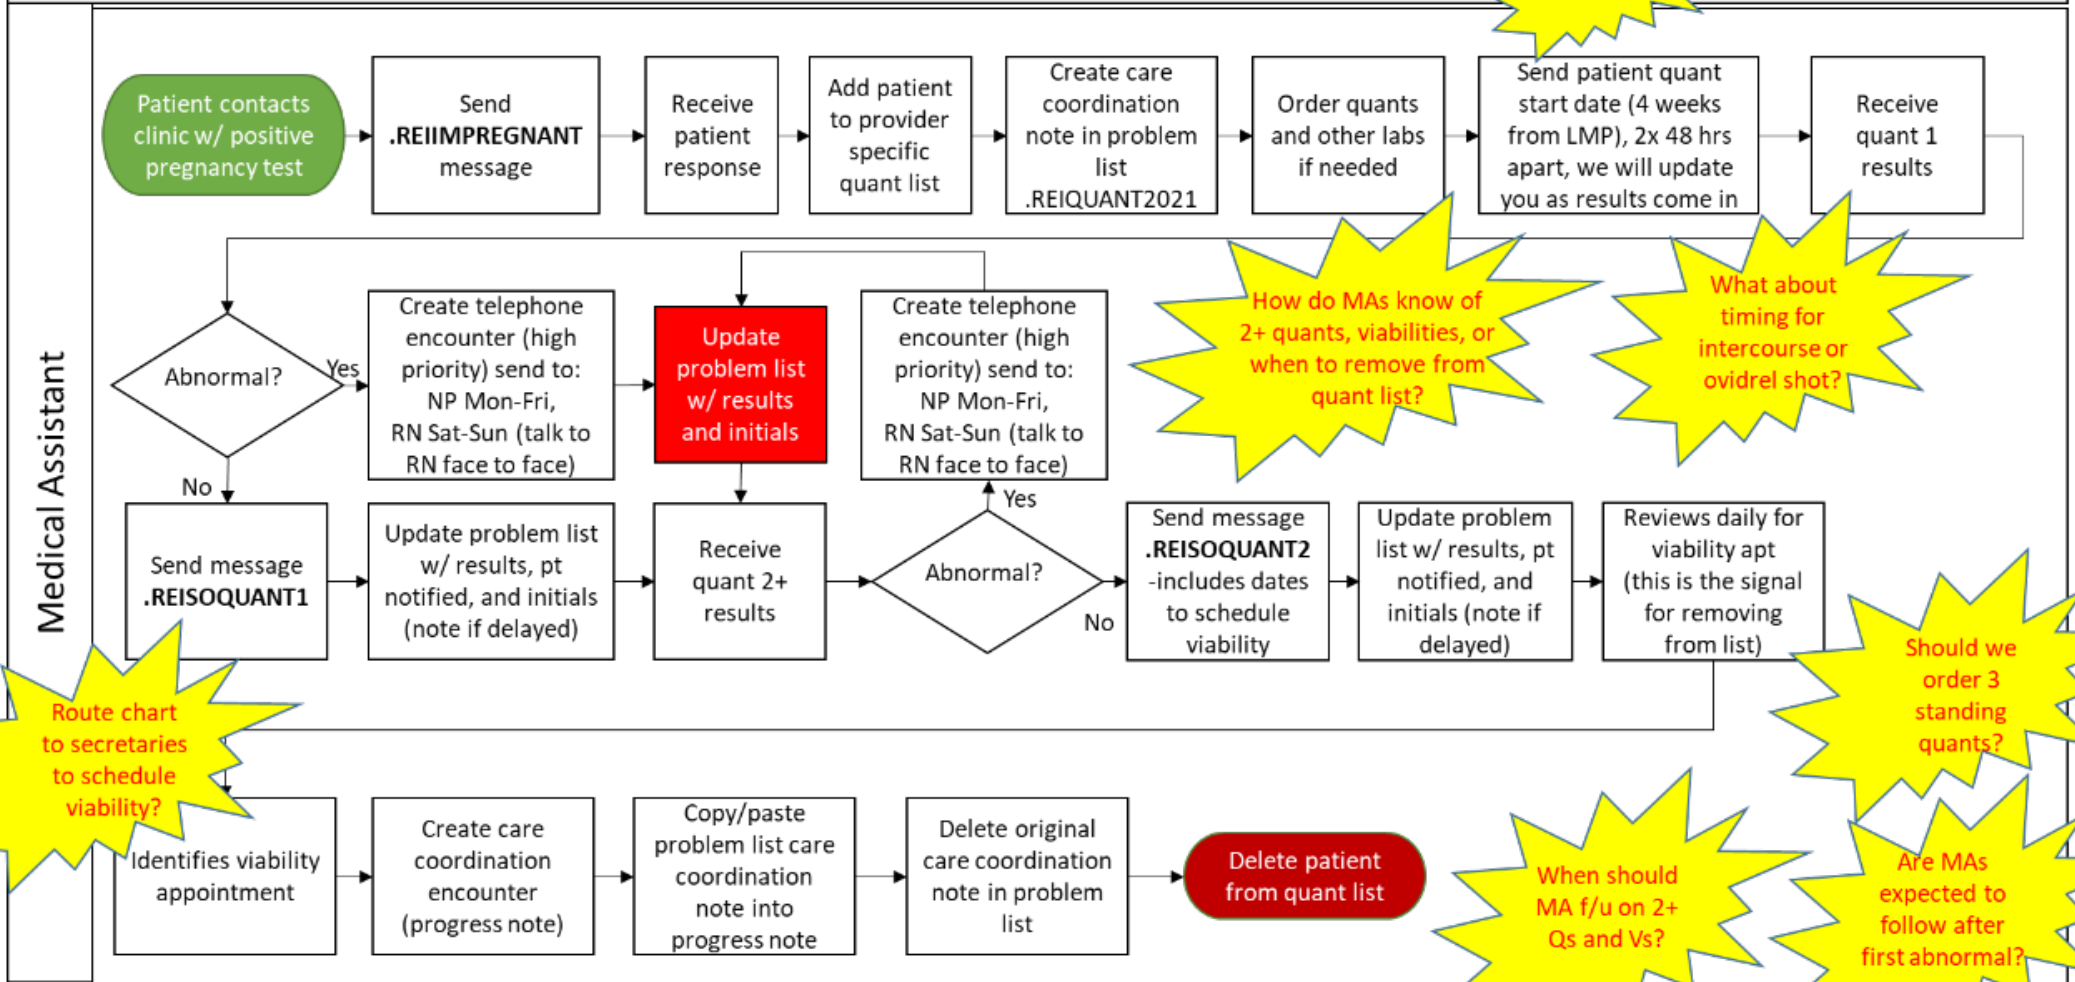 Medical Assistant
Patient contacts
clinic w/ positive
pregnancy test
Send
.REIIMPREGNANT
message
Receive
patient
response
Add patient
to provider
specific
quant list
Create care
coordination
note in problem
list
.REIQUANT2021
Order quants
and other labs
if needed
Send patient quant
start date (4 weeks
from LMP), 2x 48 hrs
apart, we will update
you as results come in
Receive
quant 1
results
Abnormal?
Yes
No
Create telephone
encounter (high
priority) send to:
NP Mon-Fri,
RN Sat-Sun (talk to
RN face to face)
Update
problem list
w/ results
and initials
Create telephone
encounter (high
priority) send to:
NP Mon-Fri,
RN Sat-Sun (talk to
RN face to face)
How do MAs know of
2+ quants, viabilities, or
when to remove from
quant list?
What about
timing for
intercourse or
ovidrel shot?
Send message
.REISOQUANT1
Update problem list
w/ results, pt
notified, and initials
(note if delayed)
Receive
quant 2+
results
Abnormal?
Yes
No
Send message
.REISOQUANT2
-includes dates
to schedule
viability
Update problem
list w/ results, pt
notified, and
initials (note if
delayed)
Reviews daily for
viability apt
(this is the signal
for removing
from list)
Should we
order 3
standing
quants?
Route chart
to secretaries
to schedule
viability?
Identifies viability
appointment
Create care
coordination
encounter
(progress note)
Copy/paste
problem list care
coordination
note into
progress note
Delete original
care coordination
note in problem
list
Delete patient
from quant list
When should
MA f/u on 2+
Qs and Vs?
Are MAs
expected to
follow after
first abnormal?